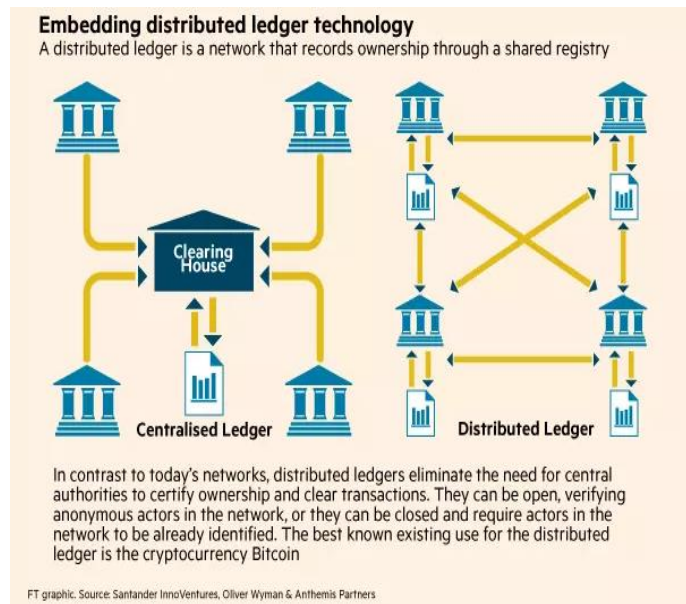 Embedding distributed ledger technology
A distributed ledger is a network that records ownership through a shared registry
Clearing
House
Centralised Ledger
Distributed Ledger
In contrast to today's networks, distributed ledgers eliminate the need for central
authorities to certify ownership and clear transactions. They can be open, verifying
anonymous actors in the network, or they can be closed and require actors in the
network to be already identified. The best known existing use for the distributed
ledger is the cryptocurrency Bitcoin
FT graphic. Source: Santander InnoVentures, Oliver Wyman & Anthemis Partners